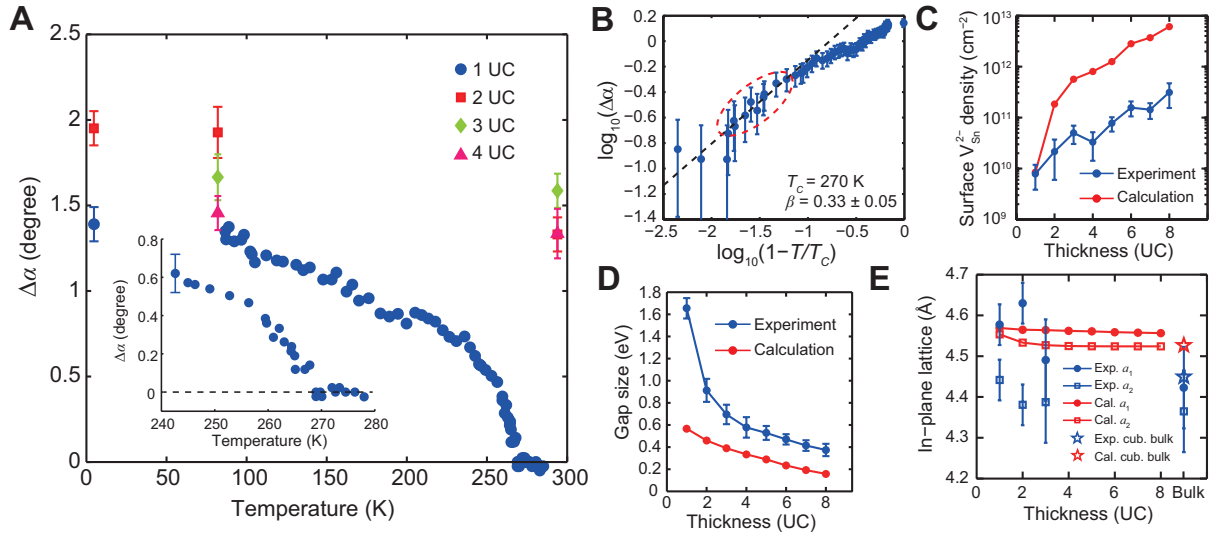 A
2.5
2
1.5
1
0.5
0
Δα (degree)
0
50
100
150
200
250
300
Temperature (K)
1 UC
2 UC
3 UC
4 UC
0.8
0.6
0.4
0.2
0
Δα (degree)
240
250
260
270
280
Temperature (K)
B
0.2
0
−0.2
−0.4
−0.6
−0.8
−1.0
−1.2
−1.4
log10(Δα)
−2.5
−2
−1.5
−1
−0.5
0
log10(1−T/TC)
TC = 270 K
β = 0.33 ± 0.05
C
10^13
10^12
10^11
10^10
10^9
Surface V_Sn^2− density (cm−2)
0
2
4
6
8
Thickness (UC)
Experiment
Calculation
D
1.8
1.6
1.4
1.2
1.0
0.8
0.6
0.4
0.2
0
Gap size (eV)
0
2
4
6
8
Thickness (UC)
Experiment
Calculation
E
4.7
4.6
4.5
4.4
4.3
4.2
In−plane lattice (Å)
0
2
4
6
8
Bulk
Thickness (UC)
Exp. a1
Exp. a2
Cal. a1
Cal. a2
Exp. cub. bulk
Cal. cub. bulk